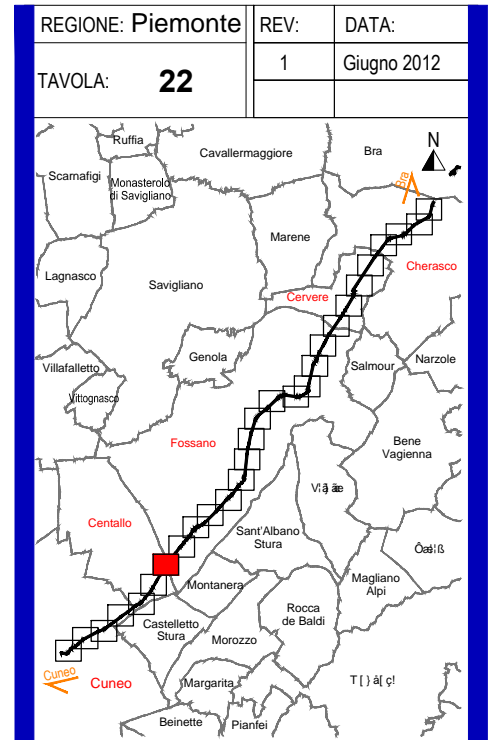 REGIONE: Piemonte
REV:
DATA:
TAVOLA: 22
1
Giugno 2012
Ruffia
Cavallermaggiore
Bra
N
Scarnafigi
Monasterolo
di Savigliano
Bra
Marene
Cherasco
Lagnasco
Savigliano
Cervere
Villafalletto
Genola
Salmour
Narzole
Vittognasco
Fossano
Bene
Vagienna
Centallo
Sant'Albano
Stura
Montanera
Magliano
Alpi
Castelletto
Stura
Rocca
de Baldi
Morozzo
Cuneo
Cuneo
Margarita
Beinette
Pianfei